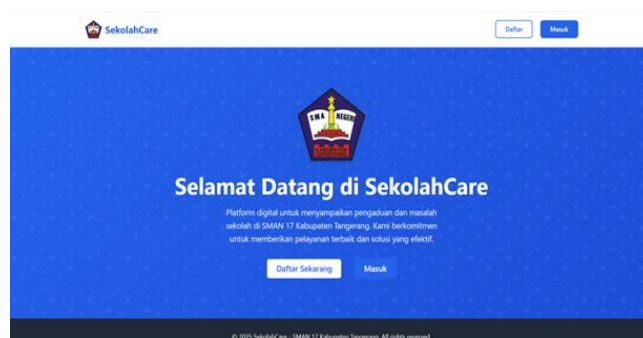 SekolahCare
Daftar
Masuk
SMA NEGERI
Selamat Datang di SekolahCare
Platform digital untuk menyampaikan pengaduan dan masalah
sekolah di SMAN 17 Kabupaten Tangerang. Kami berkomitmen
untuk memberikan pelayanan terbaik dan solusi yang efektif.
Daftar Sekarang
Masuk
© 2025 SekolahCare - SMAN 17 Kabupaten Tangerang. All rights reserved.